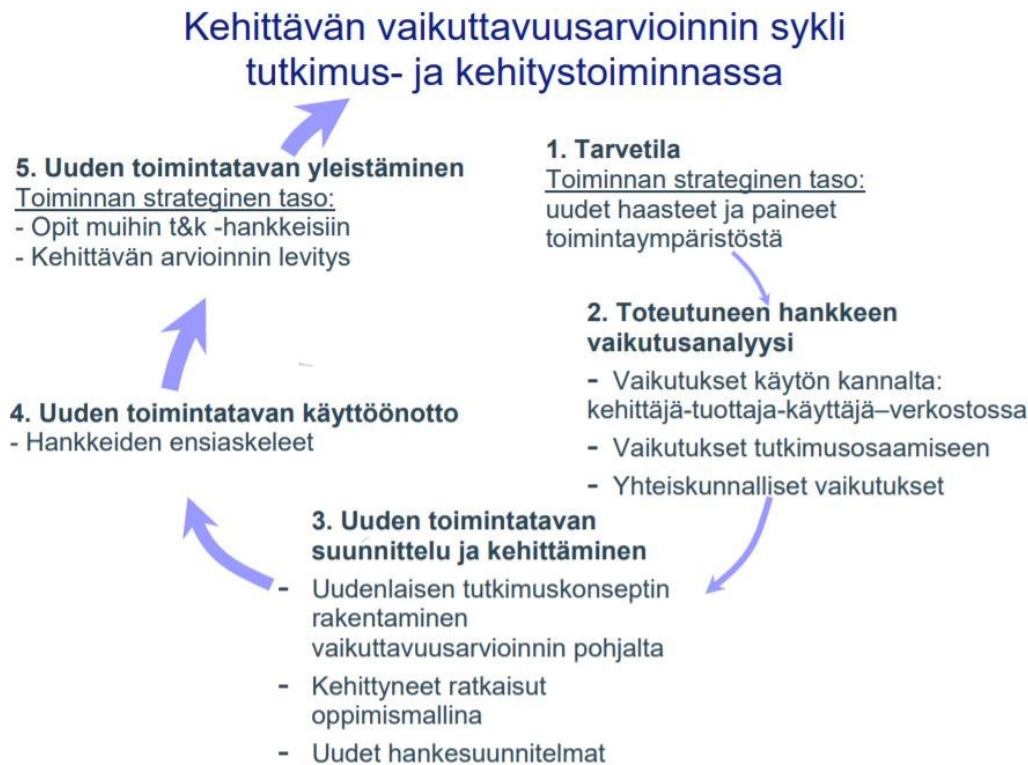 Kehittävän vaikuttavuusarvioinnin sykli
tutkimus- ja kehitystoiminnassa
1. Tarvetila
Toiminnan strateginen taso:
uudet haasteet ja paineet
toimintaympäristöstä
2. Toteutuneen hankkeen
vaikutusanalyysi
- Vaikutukset käytön kannalta:
kehittäjä-tuottaja-käyttäjä–verkostossa
- Vaikutukset tutkimusosaamiseen
- Yhteiskunnalliset vaikutukset
3. Uuden toimintatavan
suunnittelu ja kehittäminen
- Uudenlaisen tutkimuskonseptin
rakentaminen
vaikuttavuusarvioinnin pohjalta
- Kehittyneet ratkaisut
oppimismallina
- Uudet hankesuunnitelmat
4. Uuden toimintatavan käyttöönotto
- Hankkeiden ensiaskeleet
5. Uuden toimintatavan yleistäminen
Toiminnan strateginen taso:
- Opit muihin t&k -hankkeisiin
- Kehittävän arvioinnin levitys